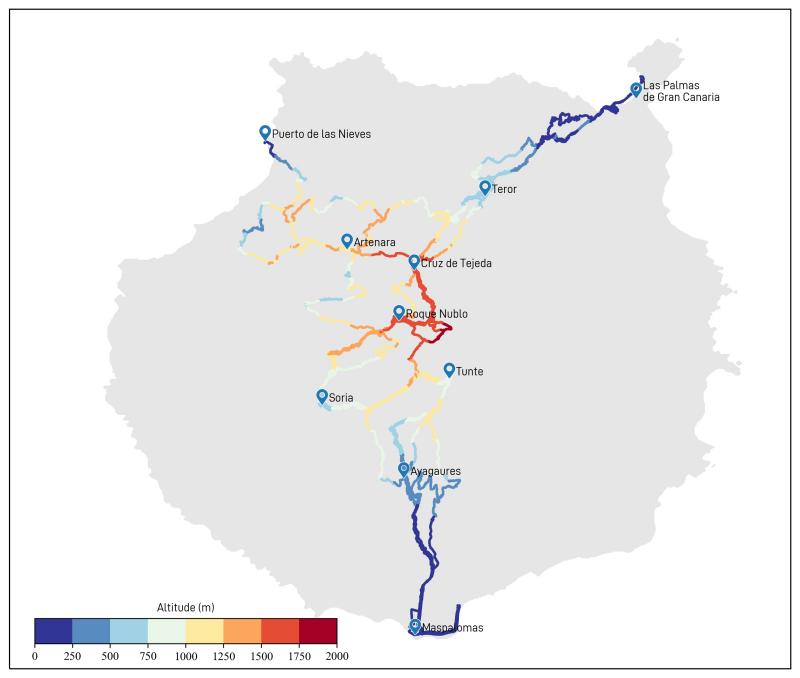 Las Palmas
de Gran Canaria
Puerto de las Nieves
Teror
Artenara
Cruz de Tejeda
Roque Nublo
Tunte
Soria
Ayagaures
Altitude (m)
0 250 500 750 1000 1250 1500 1750 2000
Maspalomas